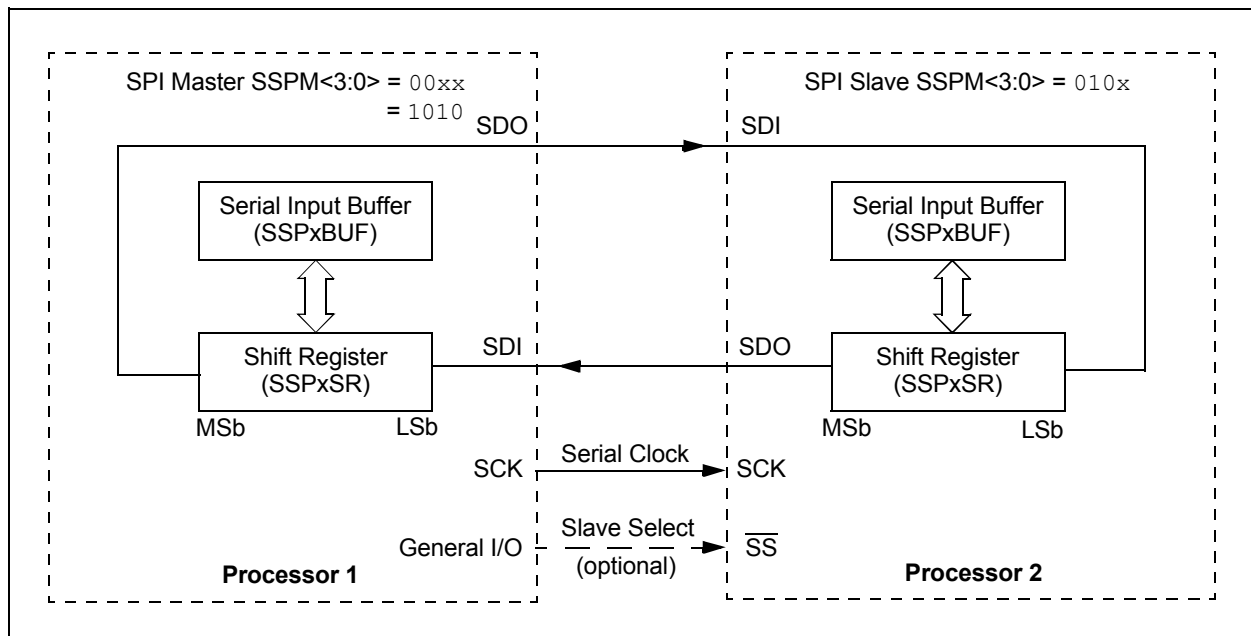 SPI Master SSPM<3:0> = 00xx
= 1010
SDO
Serial Input Buffer
(SSPxBUF)
Shift Register
(SSPxSR)
MSb
LSb
SDI
SCK
General I/O
Processor 1
Serial Clock
Slave Select
(optional)
SPI Slave SSPM<3:0> = 010x
SDI
Serial Input Buffer
(SSPxBUF)
SDO
Shift Register
(SSPxSR)
MSb
LSb
SCK
S̅S̅
Processor 2